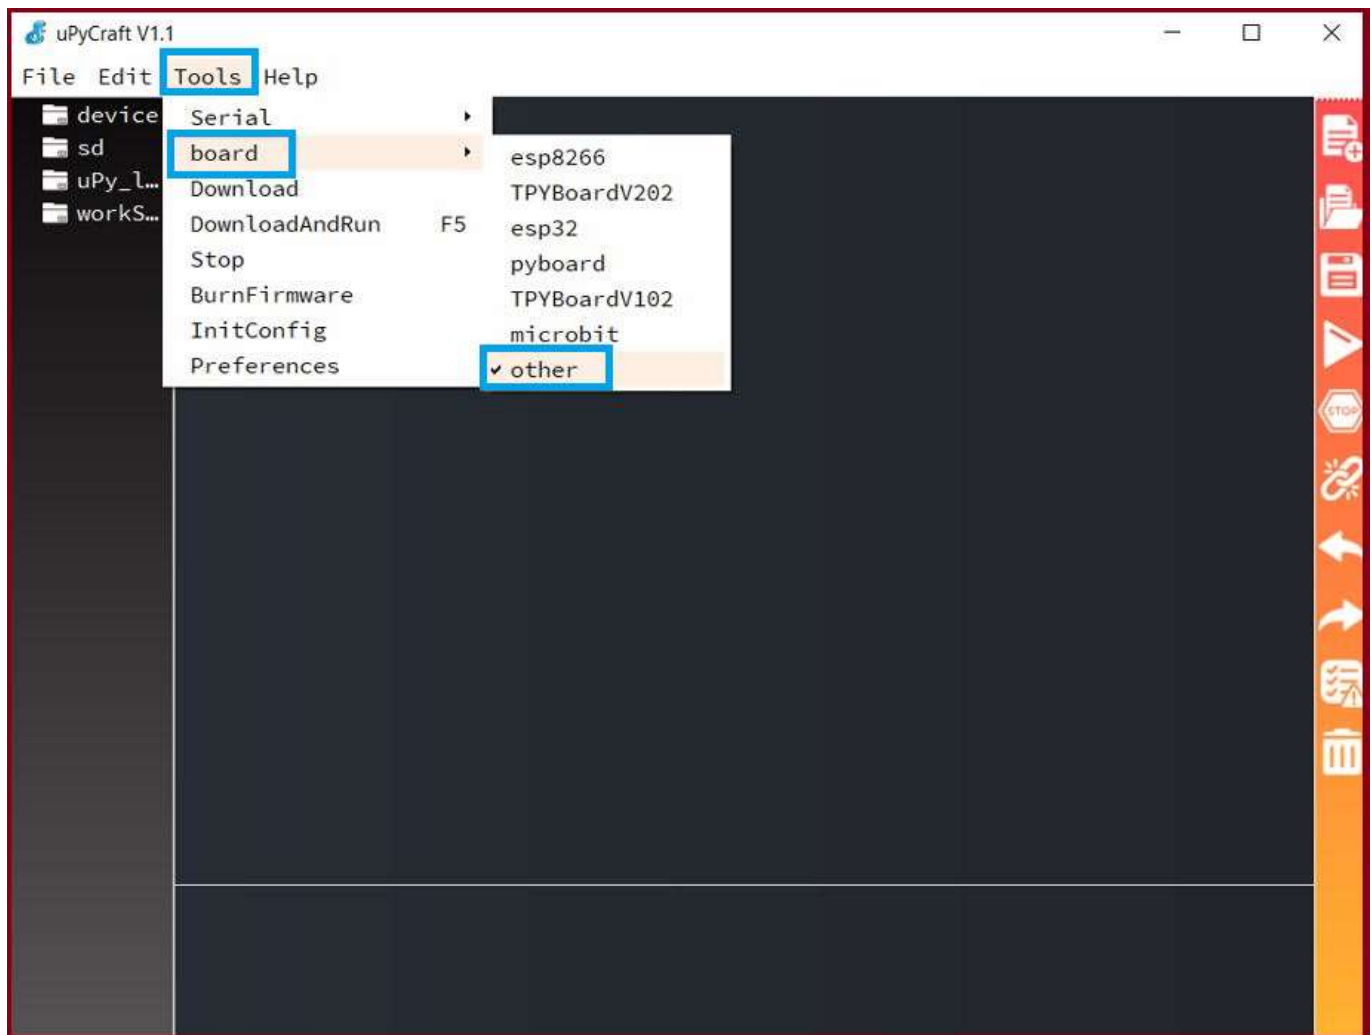 uPyCraft V1.1
File Edit Tools Help
device
sd
uPy_l...
workS...
Serial
board
Download
DownloadAndRun F5
Stop
BurnFirmware
InitConfig
Preferences
esp8266
TPYBoardV202
esp32
pyboard
TPYBoardV102
microbit
other
STOP